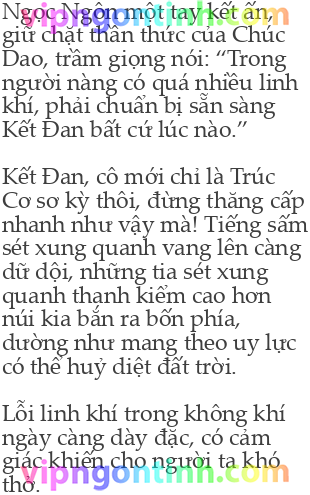 Ngọc Ngôn một tay kết ấn,
giữ chặt thần thức của Chúc
Dao, trầm giọng nói: “Trong
người nàng có quá nhiều linh
khí, phải chuẩn bị sẵn sàng
Kết Đan bất cứ lúc nào.”

Kết Đan, cô mới chỉ là Trúc
Cơ sơ kỳ thôi, đừng thăng cấp
nhanh như vậy mà! Tiếng sấm
sét xung quanh vang lên càng
dữ dội, những tia sét xung
quanh thanh kiếm cao hơn
núi kia bắn ra bốn phía,
dường như mang theo uy lực
có thể huỷ diệt đất trời.

Lỗi linh khí trong không khí
ngày càng dày đặc, có cảm
giác khiến cho người ta khó
thở.
vipngontinh.com
vipngontinh.com